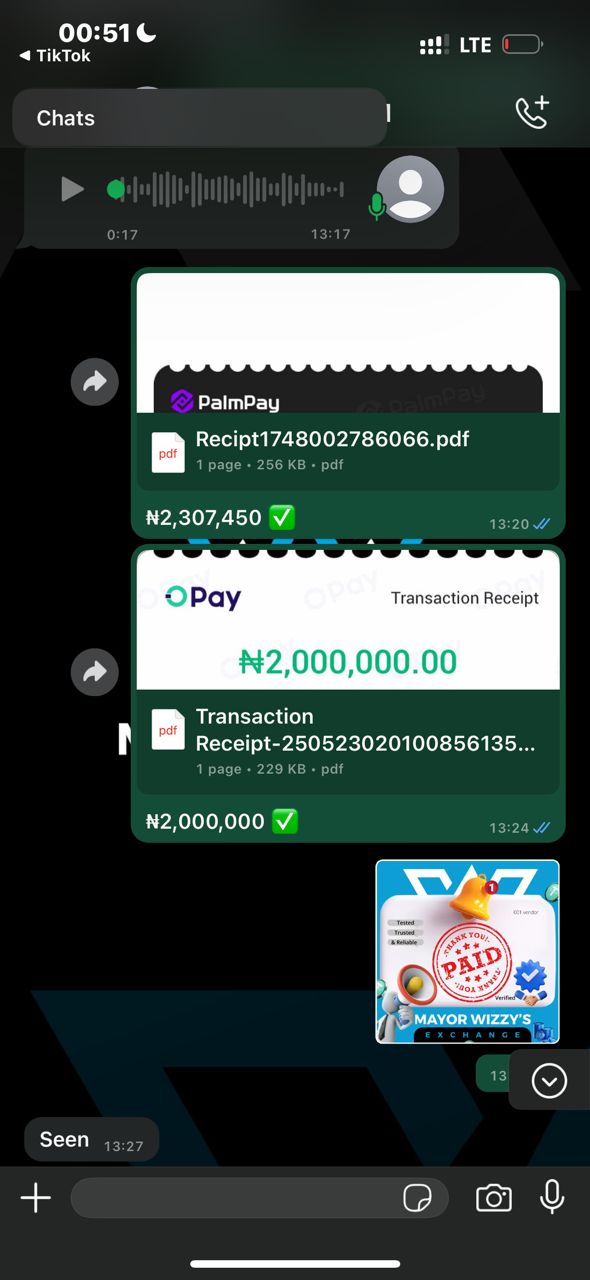 00:51
LTE
◀ TikTok
Chats
0:17
13:17
PalmPay
PalmPay
pdf
Recipt1748002786066.pdf
1 page • 256 KB • pdf
₦2,307,450 ✅
13:20
OPay
Transaction Receipt
₦2,000,000.00
pdf
Transaction
Receipt-250523020100856135...
1 page • 229 KB • pdf
₦2,000,000 ✅
13:24
1
Tested
Trusted
& Reliable
THANK YOU!
PAID
THANK YOU!
Verified
MAYOR WIZZY'S
EXCHANGE
13
Seen
13:27